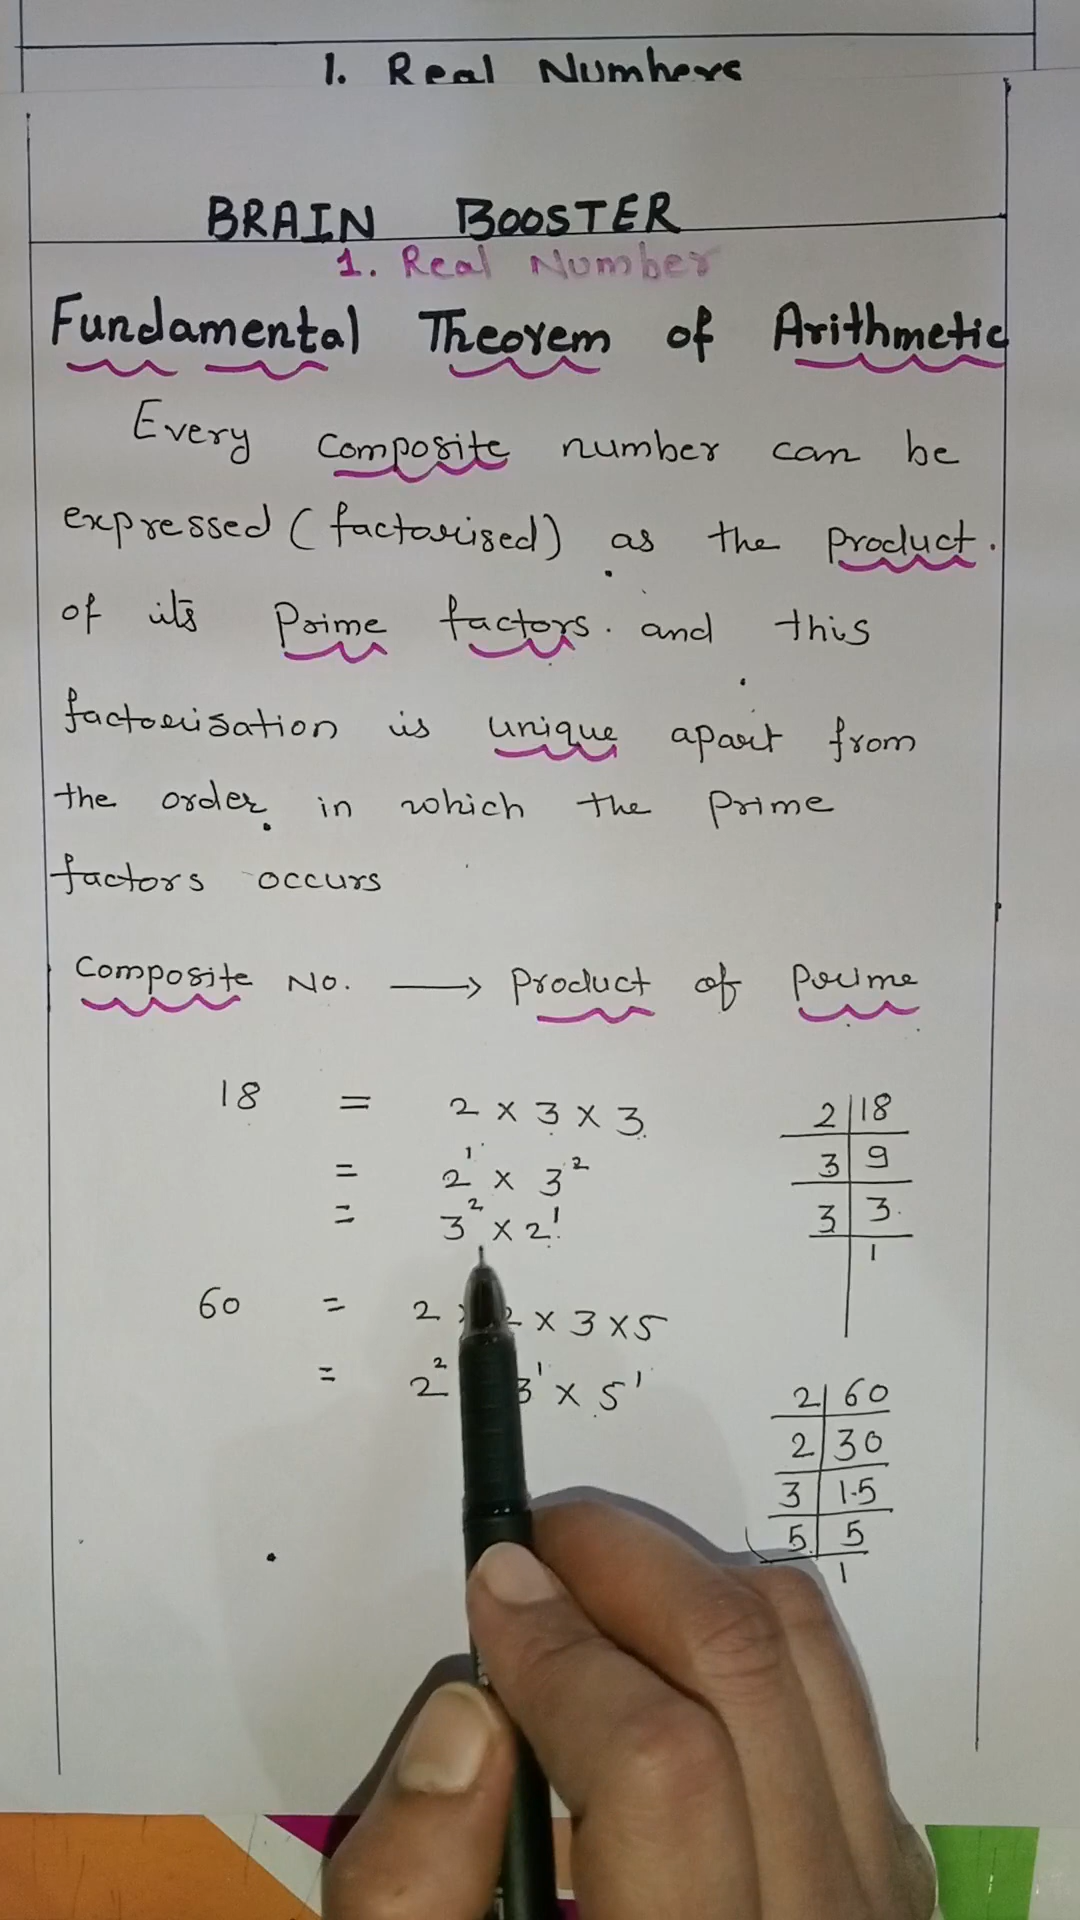 1. Real Numbers
BRAIN BOOSTER
1. Real Number
Fundamental Theorem of Arithmetic
Every composite number can be
expressed (factorised) as the product.
of its Prime factors. and this
factorisation is unique apart from
the order in which the Prime
factors occurs
Composite No. ⟶ Product of Prime
18 = 2 × 3 × 3
= 2¹ × 3²
= 3² × 2¹
2 | 18
3 | 9
3 | 3
1
60 = 2 × 2 × 3 × 5
= 2² 3¹ × 5¹
2 | 60
2 | 30
3 | 15
5 | 5
1